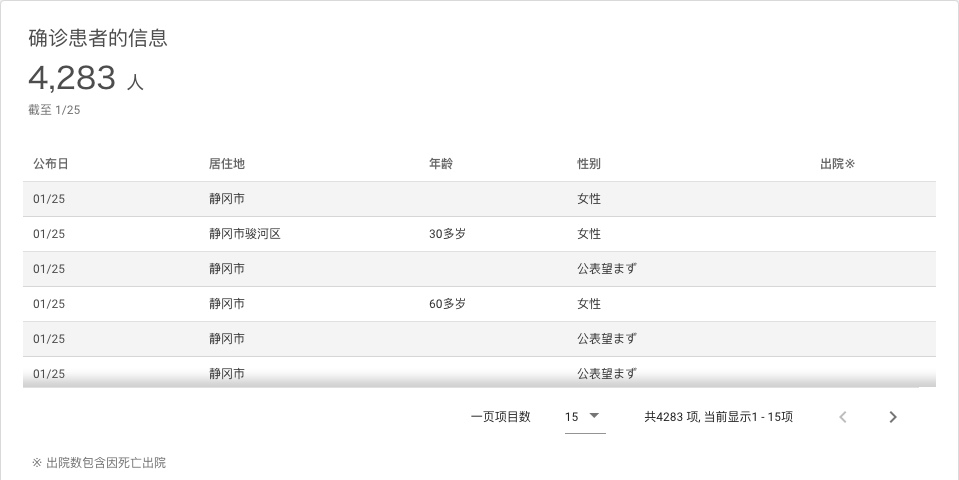 确诊患者的信息
4,283 人
截至 1/25
公布日 居住地 年龄 性别 出院※
01/25 静冈市 女性
01/25 静冈市骏河区 30多岁 女性
01/25 静冈市 公表望まず
01/25 静冈市 60多岁 女性
01/25 静冈市 公表望まず
01/25 静冈市 公表望まず
一页项目数 15 共4283 项, 当前显示1 - 15项
※ 出院数包含因死亡出院